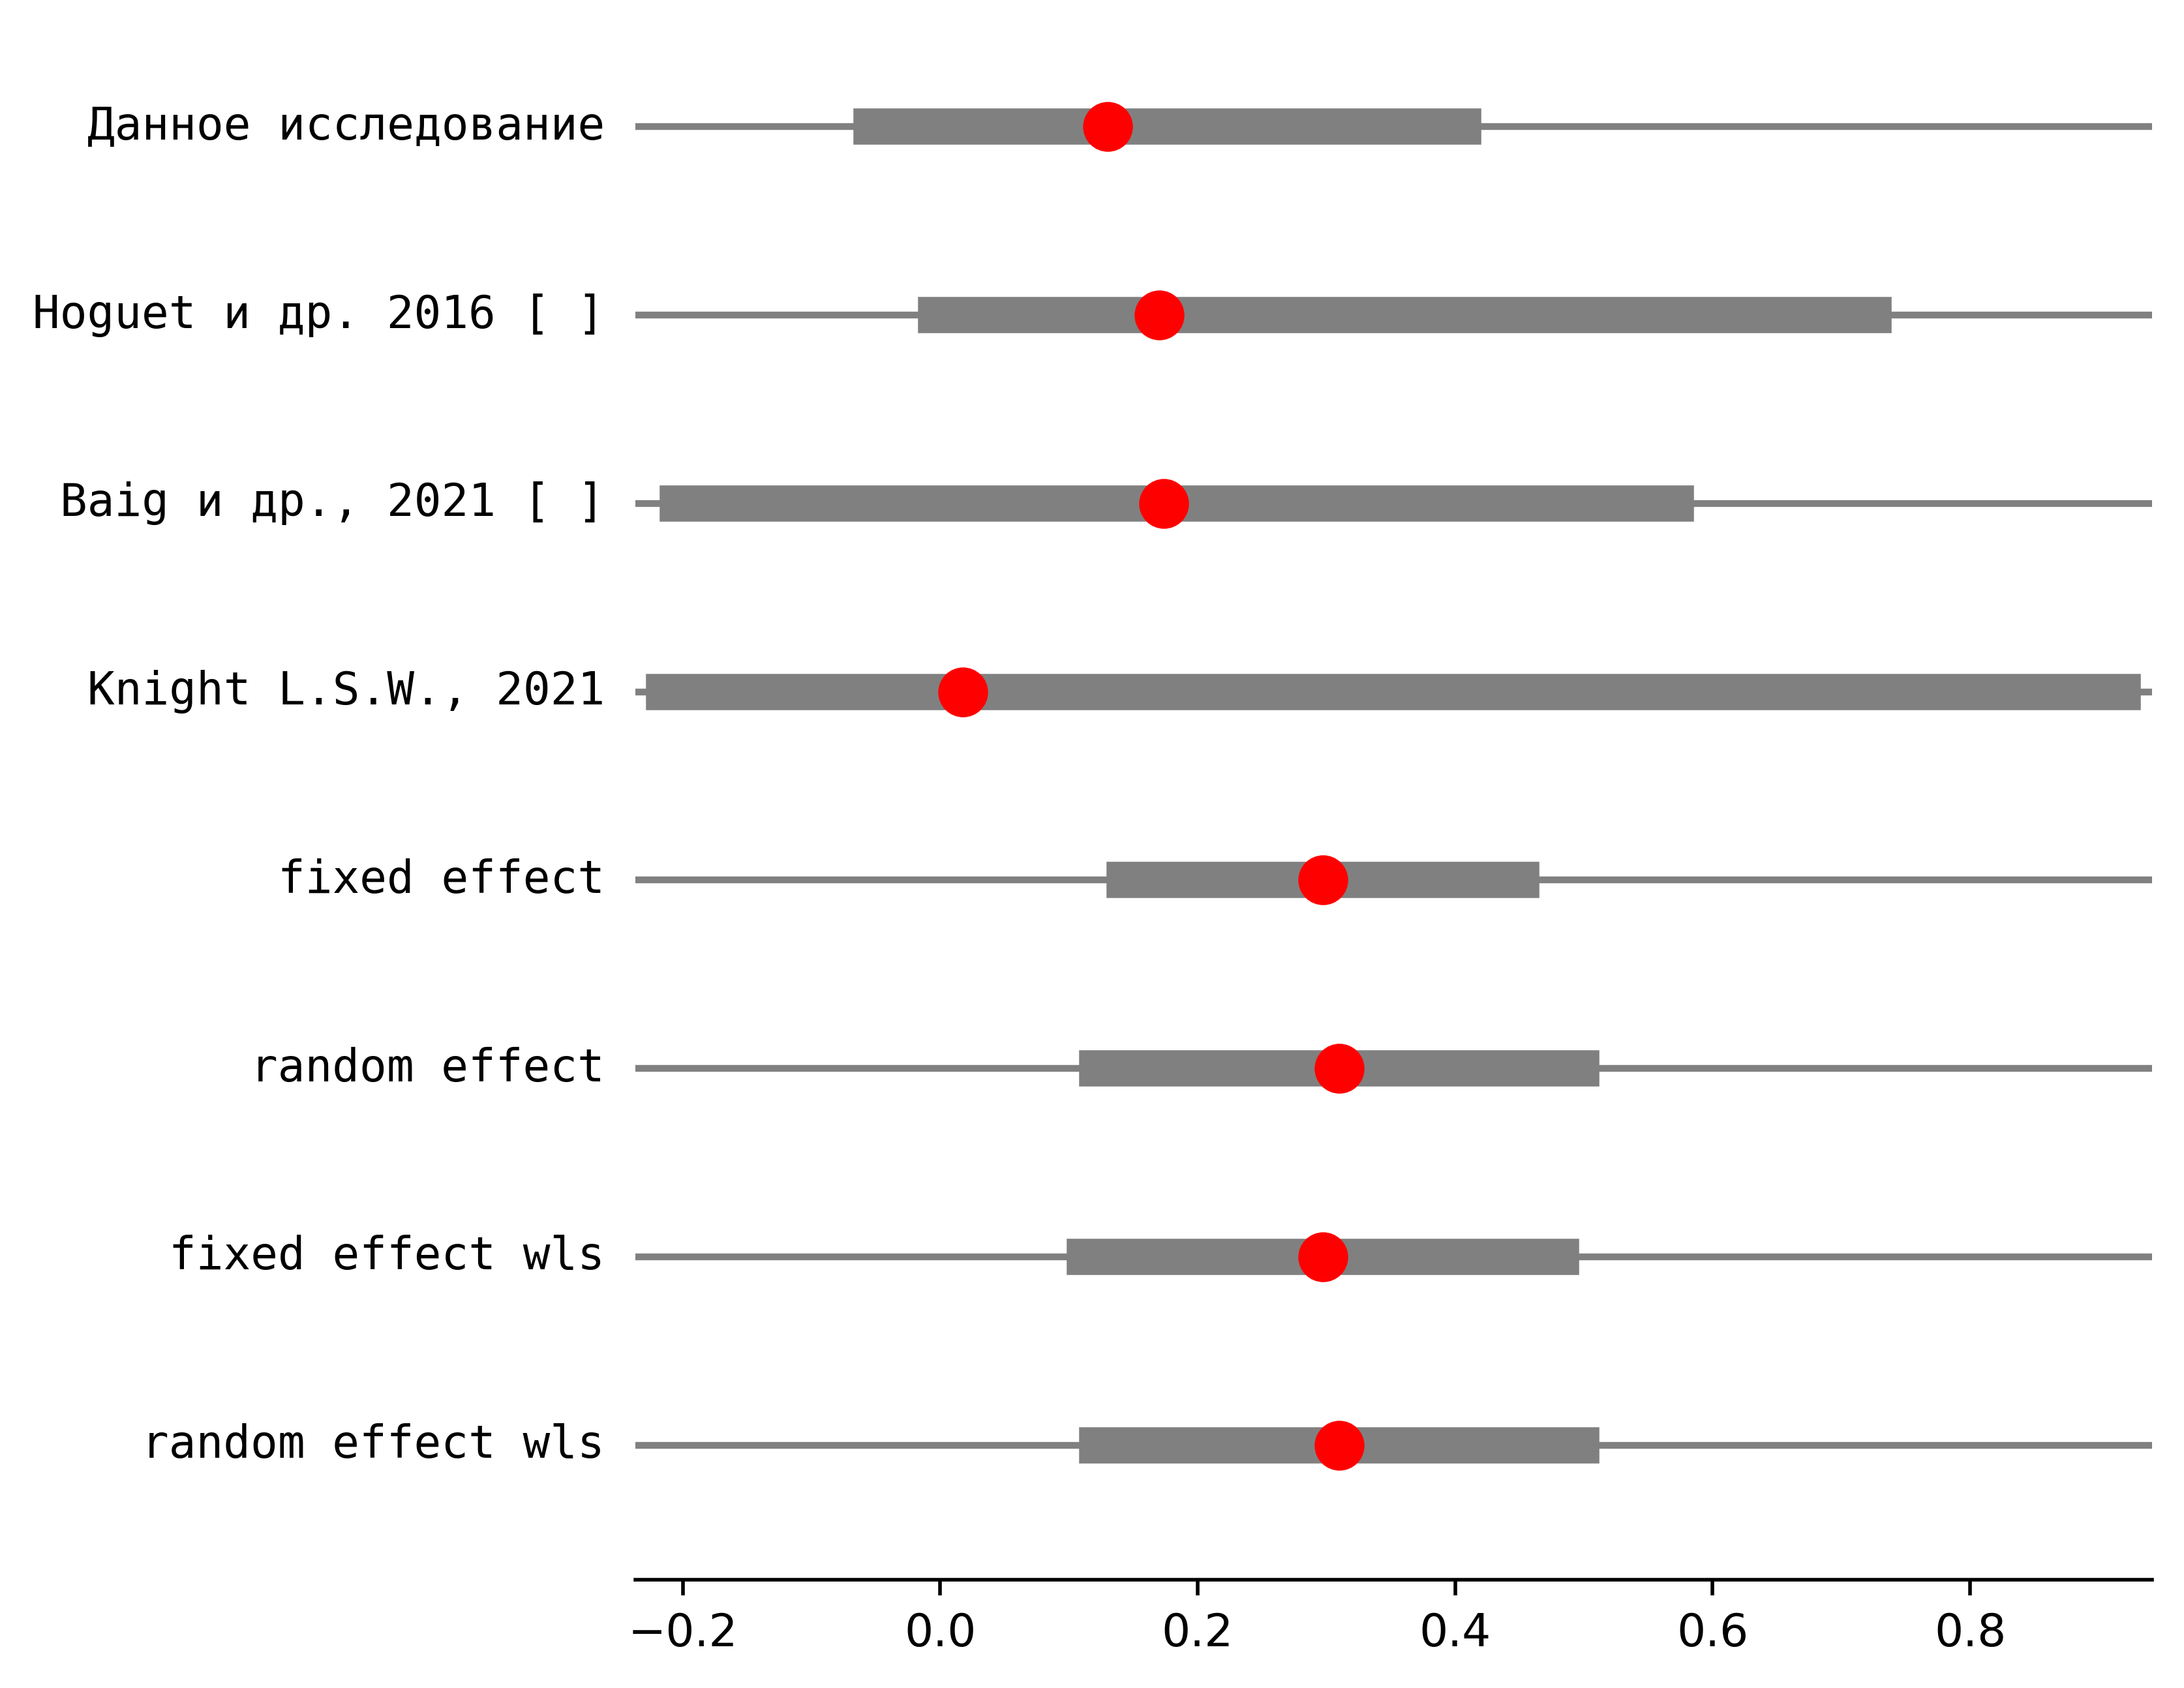 Данное исследование
Hoguet и др. 2016 [ ]
Baig и др., 2021 [ ]
Knight L.S.W., 2021
fixed effect
random effect
fixed effect wls
random effect wls
−0.2 0.0 0.2 0.4 0.6 0.8